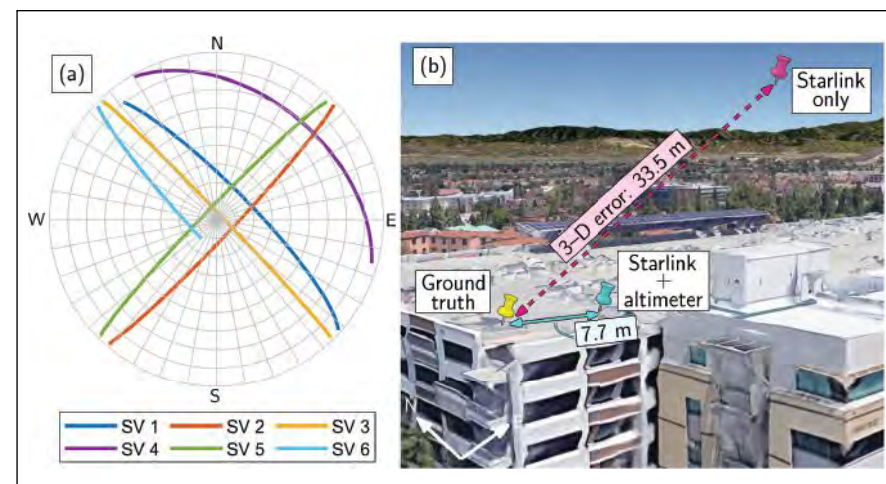 (a)
N
W
E
S
SV 1
SV 2
SV 3
SV 4
SV 5
SV 6
(b)
Starlink
only
3–D error: 33.5 m
Ground
truth
Starlink
+
altimeter
7.7 m
N